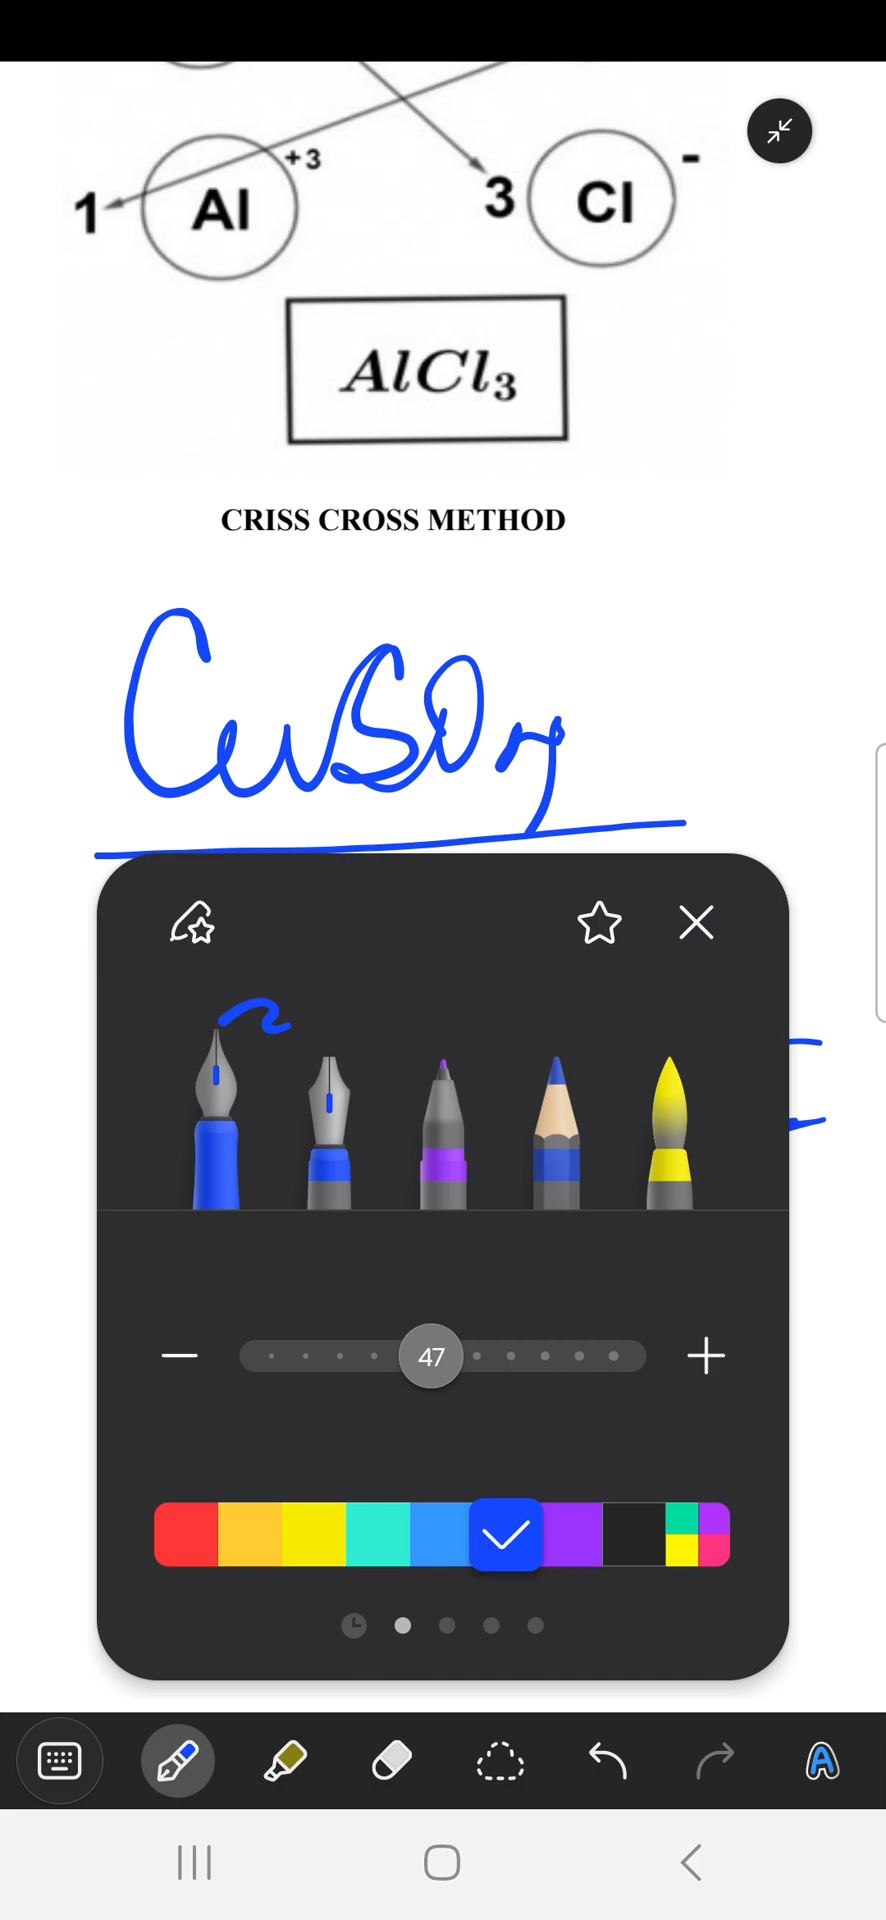 +3 -
1 Al 3 Cl
AlCl₃
CRISS CROSS METHOD
CuSO₄
47
A